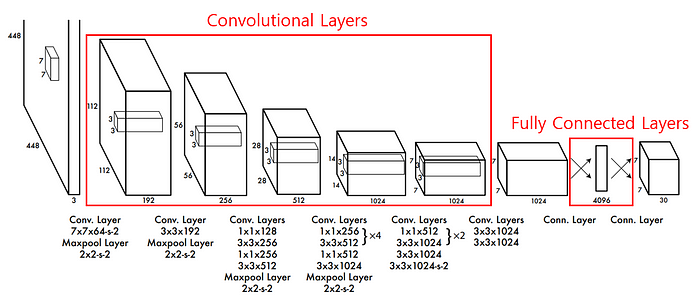 Convolutional Layers
Fully Connected Layers
448
448
7
7
3
112
112
3
3
192
56
56
3
3
256
28
28
3
3
512
14
14
3
3
1024
7
7
3
3
1024
7
7
1024
4096
7
7
30
Conv. Layer
7x7x64-s-2
Maxpool Layer
2x2-s-2
Conv. Layer
3x3x192
Maxpool Layer
2x2-s-2
Conv. Layers
1x1x128
3x3x256
1x1x256
3x3x512
Maxpool Layer
2x2-s-2
Conv. Layers
1x1x256
3x3x512
}×4
1x1x512
3x3x1024
Maxpool Layer
2x2-s-2
Conv. Layers
1x1x512
3x3x1024
}×2
3x3x1024
3x3x1024-s-2
Conv. Layers
3x3x1024
3x3x1024
Conn. Layer
Conn. Layer